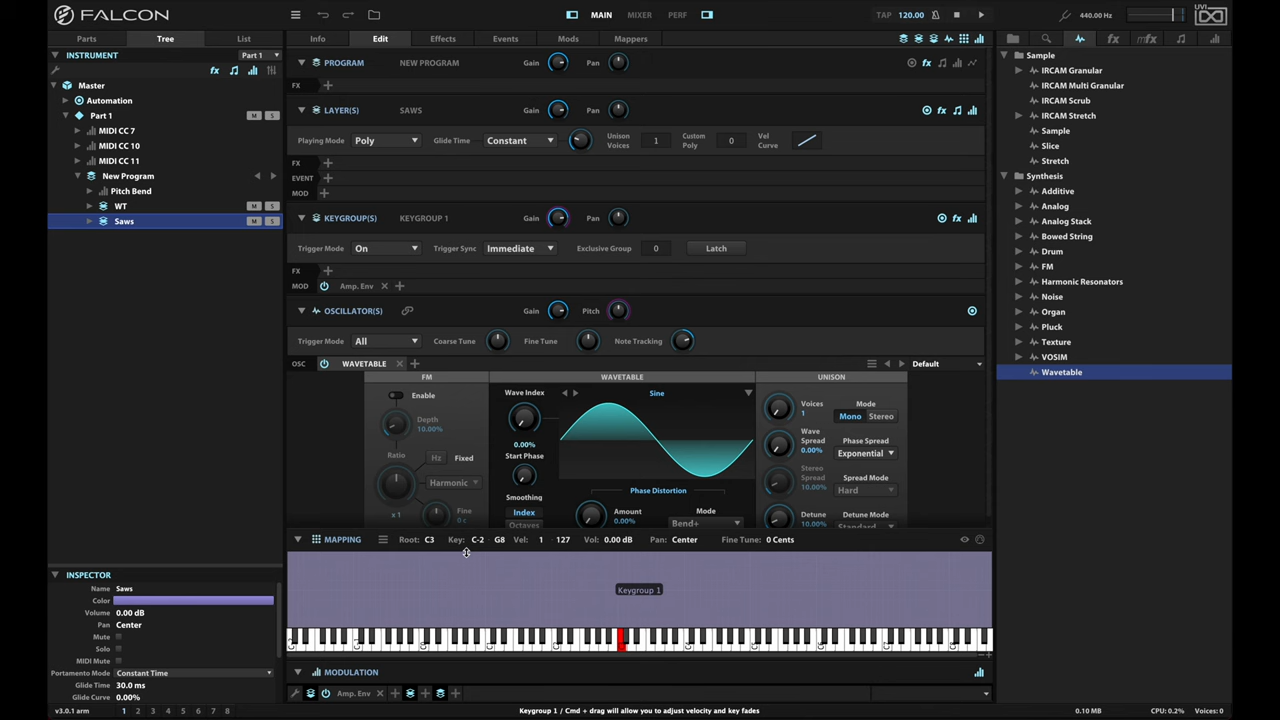 FALCON
MAIN
MIXER
PERF
TAP
120.00
440.00 Hz
UVI
Parts
Tree
List
Info
Edit
Effects
Events
Mods
Mappers
INSTRUMENT
Part 1
Master
Automation
Part 1
M
S
MIDI CC 7
MIDI CC 10
MIDI CC 11
New Program
Pitch Bend
WT
M
S
Saws
M
S
PROGRAM
NEW PROGRAM
Gain
Pan
FX
LAYER(S)
SAWS
Gain
Pan
Playing Mode
Poly
Glide Time
Constant
Unison
Voices
1
Custom
Poly
0
Vel
Curve
FX
EVENT
MOD
KEYGROUP(S)
KEYGROUP 1
Gain
Pan
Trigger Mode
On
Trigger Sync
Immediate
Exclusive Group
0
Latch
FX
MOD
Amp. Env
OSCILLATOR(S)
Gain
Pitch
Trigger Mode
All
Coarse Tune
Fine Tune
Note Tracking
OSC
WAVETABLE
Default
FM
Enable
Depth
10.00%
Ratio
Hz
Fixed
Harmonic
x 1
Fine
0 c
WAVETABLE
Wave Index
0.00%
Start Phase
Smoothing
Index
Octaves
Sine
Phase Distortion
Amount
0.00%
Mode
Bend+
UNISON
Voices
1
Mode
Mono
Stereo
Wave
Spread
0.00%
Phase Spread
Exponential
Stereo
Spread
10.00%
Spread Mode
Hard
Detune
10.00%
Detune Mode
Standard
MAPPING
Root: C3
Key: C-2 G8
Vel: 1 127
Vol: 0.00 dB
Pan: Center
Fine Tune: 0 Cents
Keygroup 1
MODULATION
Amp. Env
INSPECTOR
Name Saws
Color
Volume 0.00 dB
Pan Center
Mute
Solo
MIDI Mute
Portamento Mode Constant Time
Glide Time 30.0 ms
Glide Curve 0.00%
Sample
IRCAM Granular
IRCAM Multi Granular
IRCAM Scrub
IRCAM Stretch
Sample
Slice
Stretch
Synthesis
Additive
Analog
Analog Stack
Bowed String
Drum
FM
Harmonic Resonators
Noise
Organ
Pluck
Texture
VOSIM
Wavetable
v3.0.1 arm
1 2 3 4 5 6 7 8
Keygroup 1 / Cmd + drag will allow you to adjust velocity and key fades
0.10 MB
CPU: 0.2%
Voices: 0